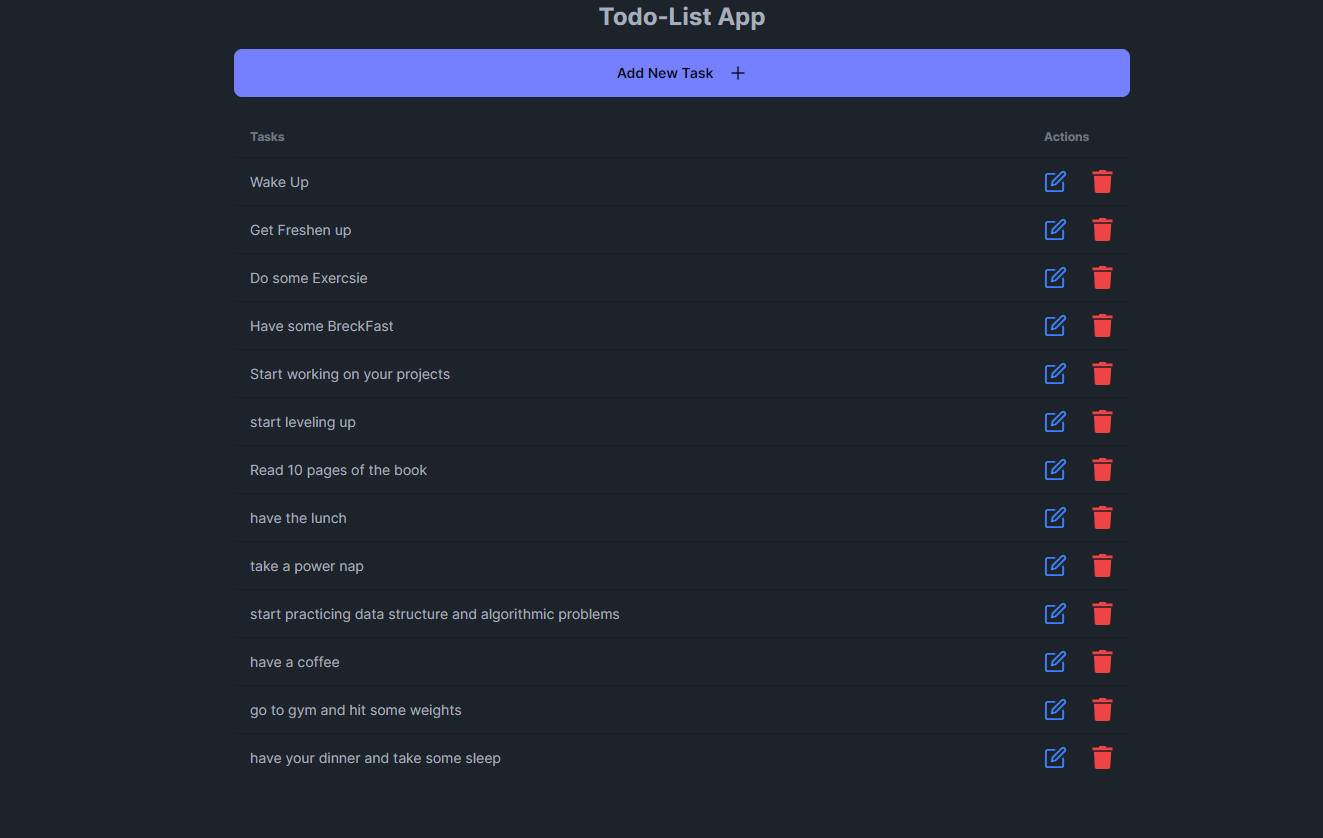 Todo-List App
Add New Task
Tasks Actions
Wake Up
Get Freshen up
Do some Exercsie
Have some BreckFast
Start working on your projects
start leveling up
Read 10 pages of the book
have the lunch
take a power nap
start practicing data structure and algorithmic problems
have a coffee
go to gym and hit some weights
have your dinner and take some sleep